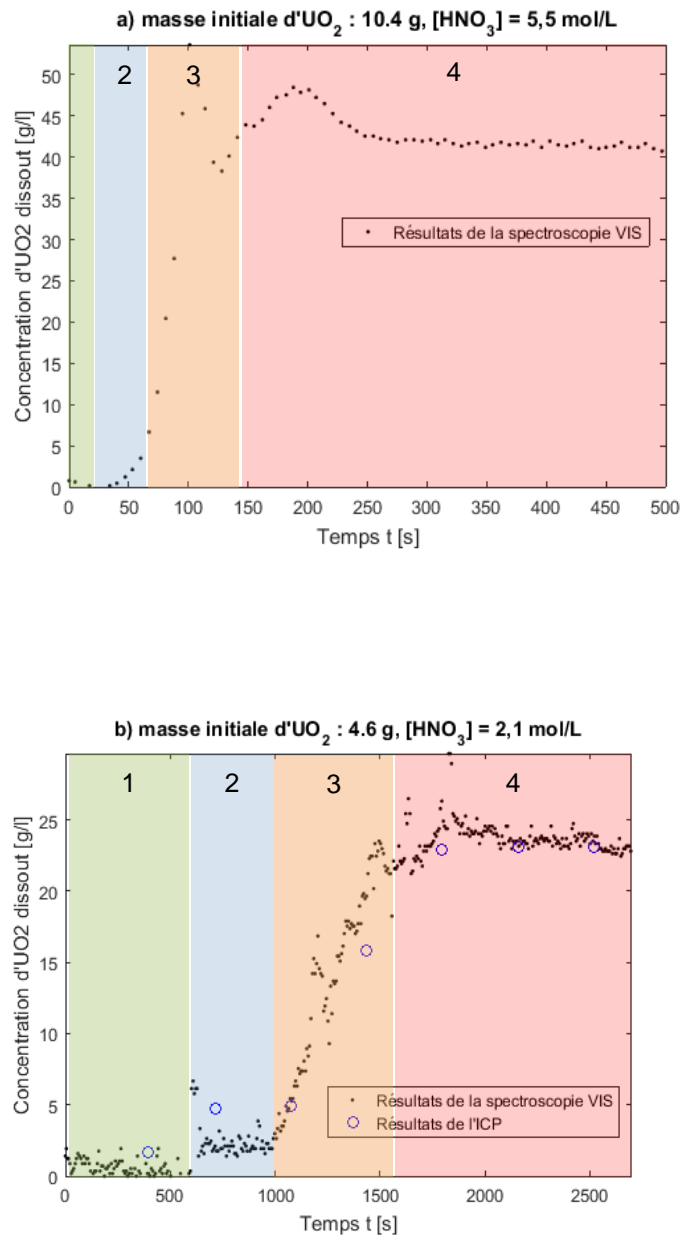 a) masse initiale d'UO2 : 10.4 g, [HNO3] = 5,5 mol/L
2 3 4
50
45
40
35
30
25
20
15
10
5
0
Concentration d'UO2 dissout [g/l]
Résultats de la spectroscopie VIS
0 50 100 150 200 250 300 350 400 450 500
Temps t [s]
b) masse initiale d'UO2 : 4.6 g, [HNO3] = 2,1 mol/L
1 2 3 4
25
20
15
10
5
0
Concentration d'UO2 dissout [g/l]
Résultats de la spectroscopie VIS
Résultats de l'ICP
0 500 1000 1500 2000 2500
Temps t [s]